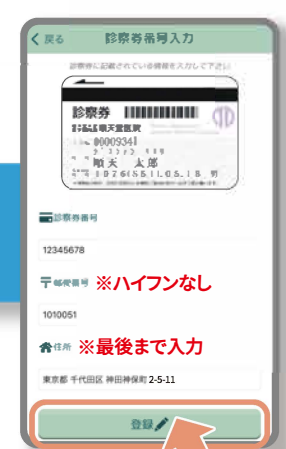 戻る 診察券番号入力
診察券に記載されている情報を入力して下さい
診察券
順天堂医院
00009341
順天 太郎
診察券番号
12345678
〒郵便番号 ※ハイフンなし
1010051
住所 ※最後まで入力
東京都 千代田区 神田神保町 2-5-11
登録